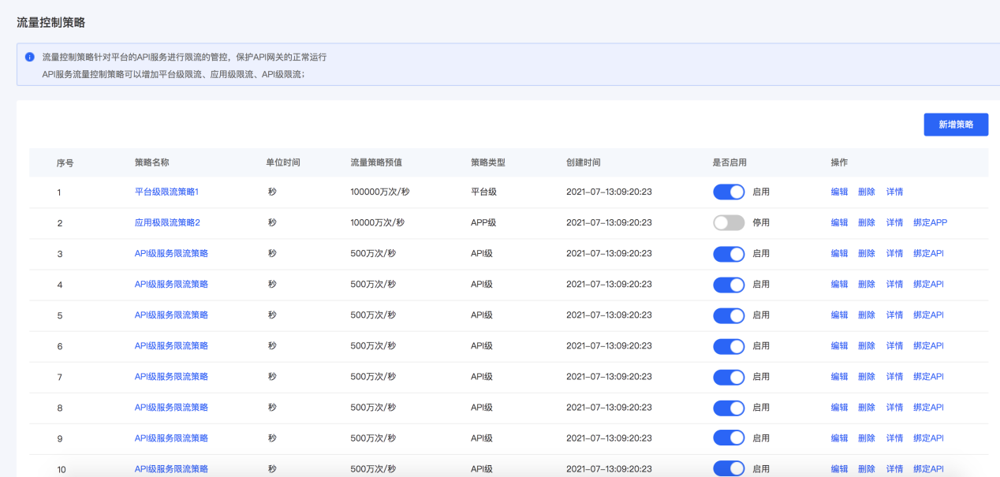 流量控制策略
流量控制策略针对平台的API服务进行限流的管控，保护API网关的正常运行
API服务流量控制策略可以增加平台级限流、应用级限流、API级限流；
新增策略
序号 策略名称 单位时间 流量策略预值 策略类型 创建时间 是否启用 操作
1 平台级限流策略1 秒 100000万次/秒 平台级 2021-07-13:09:20:23 启用 编辑 删除 详情
2 应用极限流策略2 秒 10000万次/秒 APP级 2021-07-13:09:20:23 停用 编辑 删除 详情 绑定APP
3 API级服务限流策略 秒 500万次/秒 API级 2021-07-13:09:20:23 启用 编辑 删除 详情 绑定API
4 API级服务限流策略 秒 500万次/秒 API级 2021-07-13:09:20:23 启用 编辑 删除 详情 绑定API
5 API级服务限流策略 秒 500万次/秒 API级 2021-07-13:09:20:23 启用 编辑 删除 详情 绑定API
6 API级服务限流策略 秒 500万次/秒 API级 2021-07-13:09:20:23 启用 编辑 删除 详情 绑定API
7 API级服务限流策略 秒 500万次/秒 API级 2021-07-13:09:20:23 启用 编辑 删除 详情 绑定API
8 API级服务限流策略 秒 500万次/秒 API级 2021-07-13:09:20:23 启用 编辑 删除 详情 绑定API
9 API级服务限流策略 秒 500万次/秒 API级 2021-07-13:09:20:23 启用 编辑 删除 详情 绑定API
10 API级服务限流策略 秒 500万次/秒 API级 2021-07-13:09:20:23 启用 编辑 删除 详情 绑定API